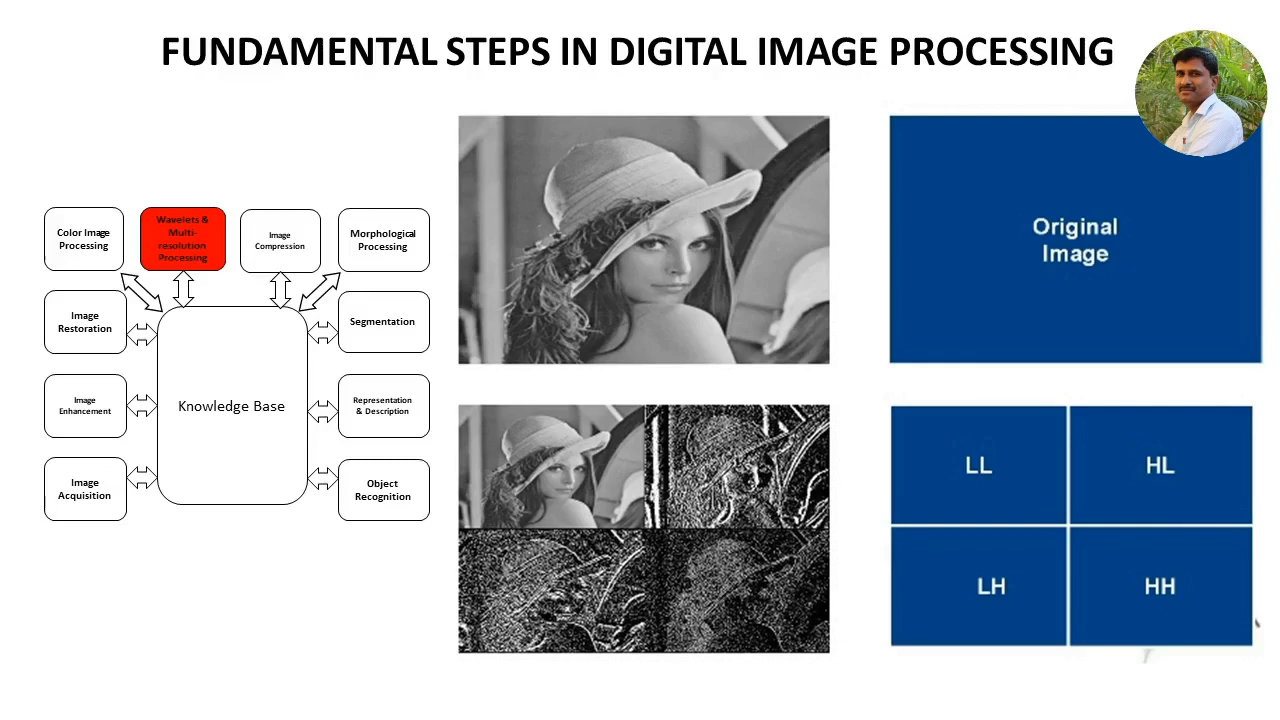 FUNDAMENTAL STEPS IN DIGITAL IMAGE PROCESSING
Color Image
Processing
Wavelets &
Multi-
resolution
Processing
Image
Compression
Morphological
Processing
Image
Restoration
Segmentation
Image
Enhancement
Knowledge Base
Representation
& Description
Image
Acquisition
Object
Recognition
Original
Image
LL
HL
LH
HH